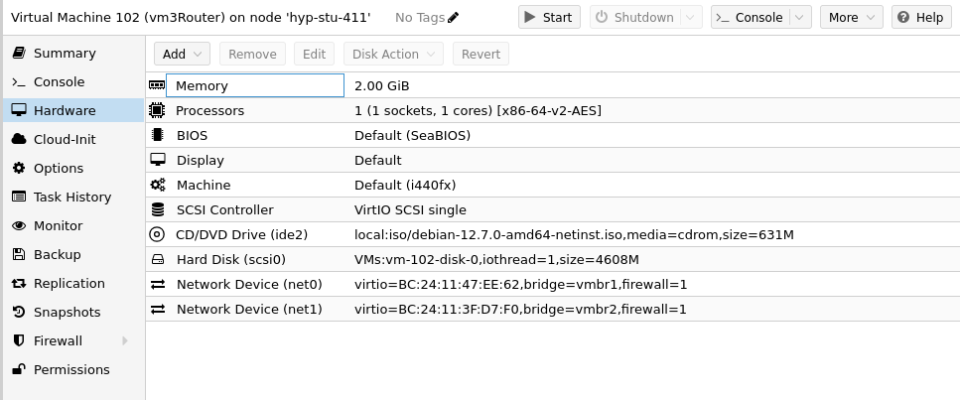 Virtual Machine 102 (vm3Router) on node 'hyp-stu-411' No Tags Start Shutdown Console More Help
Summary
Console
Hardware
Cloud-Init
Options
Task History
Monitor
Backup
Replication
Snapshots
Firewall
Permissions
Add Remove Edit Disk Action Revert
Memory 2.00 GiB
Processors 1 (1 sockets, 1 cores) [x86-64-v2-AES]
BIOS Default (SeaBIOS)
Display Default
Machine Default (i440fx)
SCSI Controller VirtIO SCSI single
CD/DVD Drive (ide2) local:iso/debian-12.7.0-amd64-netinst.iso,media=cdrom,size=631M
Hard Disk (scsi0) VMs:vm-102-disk-0,iothread=1,size=4608M
Network Device (net0) virtio=BC:24:11:47:EE:62,bridge=vmbr1,firewall=1
Network Device (net1) virtio=BC:24:11:3F:D7:F0,bridge=vmbr2,firewall=1